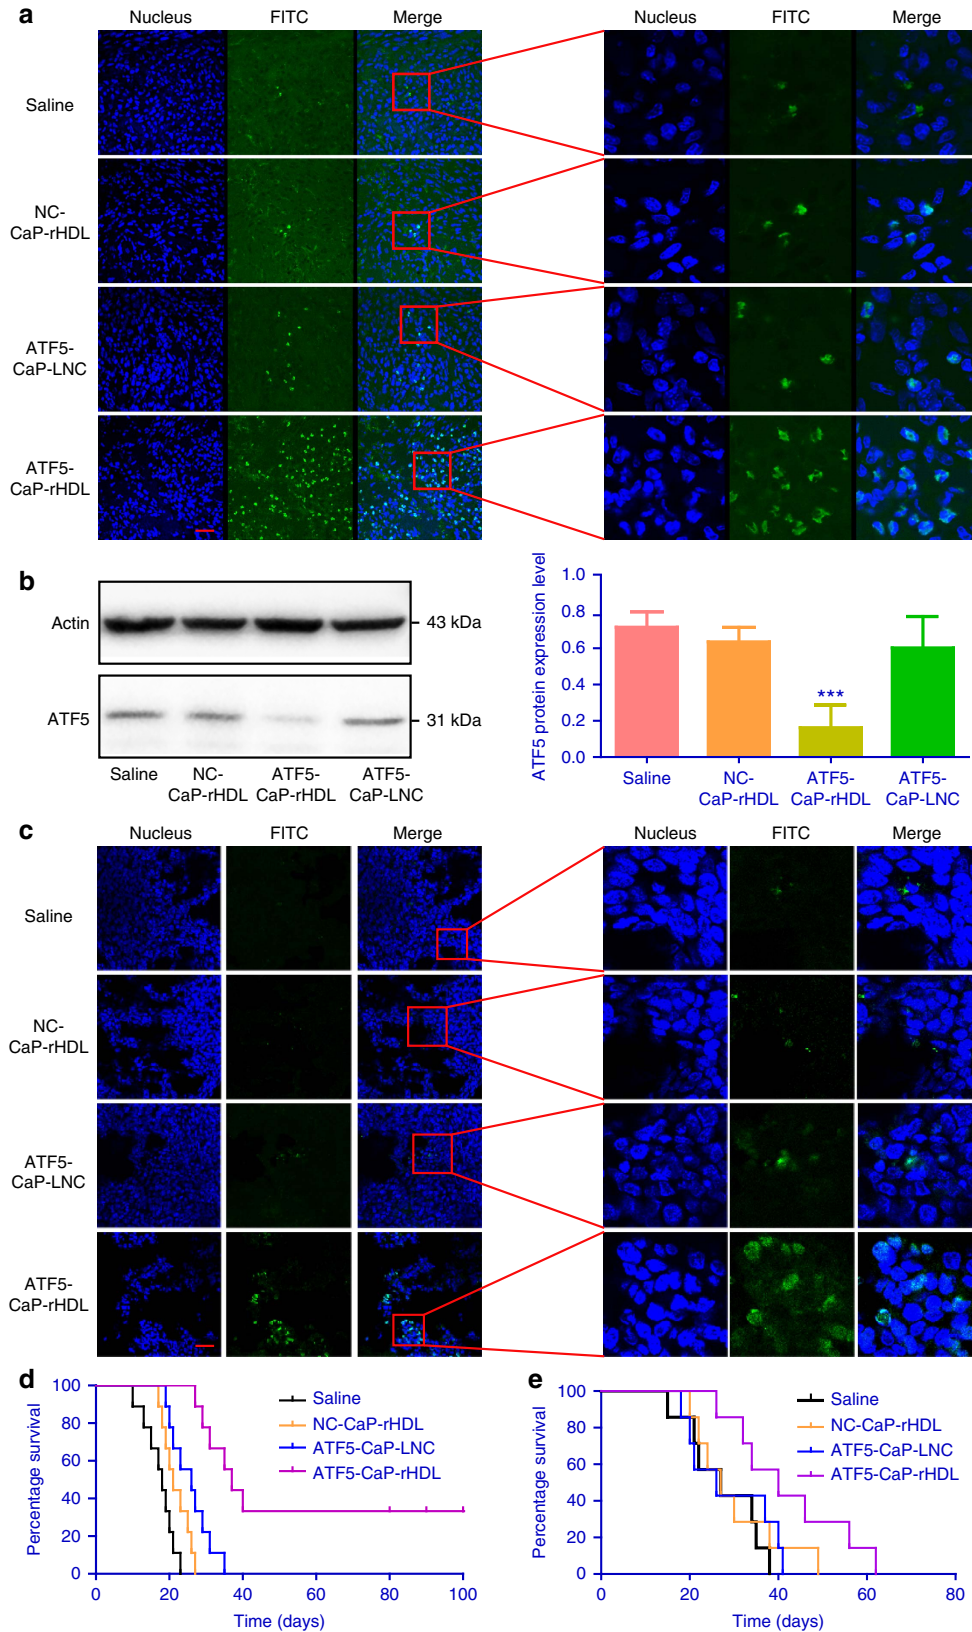 a
Nucleus FITC Merge Nucleus FITC Merge
Saline
NC-
CaP-rHDL
ATF5-
CaP-LNC
ATF5-
CaP-rHDL
b
Actin
43 kDa
ATF5
31 kDa
Saline NC- ATF5- ATF5-
CaP-rHDL CaP-rHDL CaP-LNC
ATF5 protein expression level
1.0
0.8
0.6
0.4
0.2
0.0
***
Saline NC- ATF5- ATF5-
CaP-rHDL CaP-rHDL CaP-LNC
c
Nucleus FITC Merge Nucleus FITC Merge
Saline
NC-
CaP-rHDL
ATF5-
CaP-LNC
ATF5-
CaP-rHDL
d
Percentage survival
100
80
60
40
20
0
Saline
NC-CaP-rHDL
ATF5-CaP-LNC
ATF5-CaP-rHDL
0 20 40 60 80 100
Time (days)
e
Percentage survival
100
80
60
40
20
0
Saline
NC-CaP-rHDL
ATF5-CaP-LNC
ATF5-CaP-rHDL
0 20 40 60 80
Time (days)